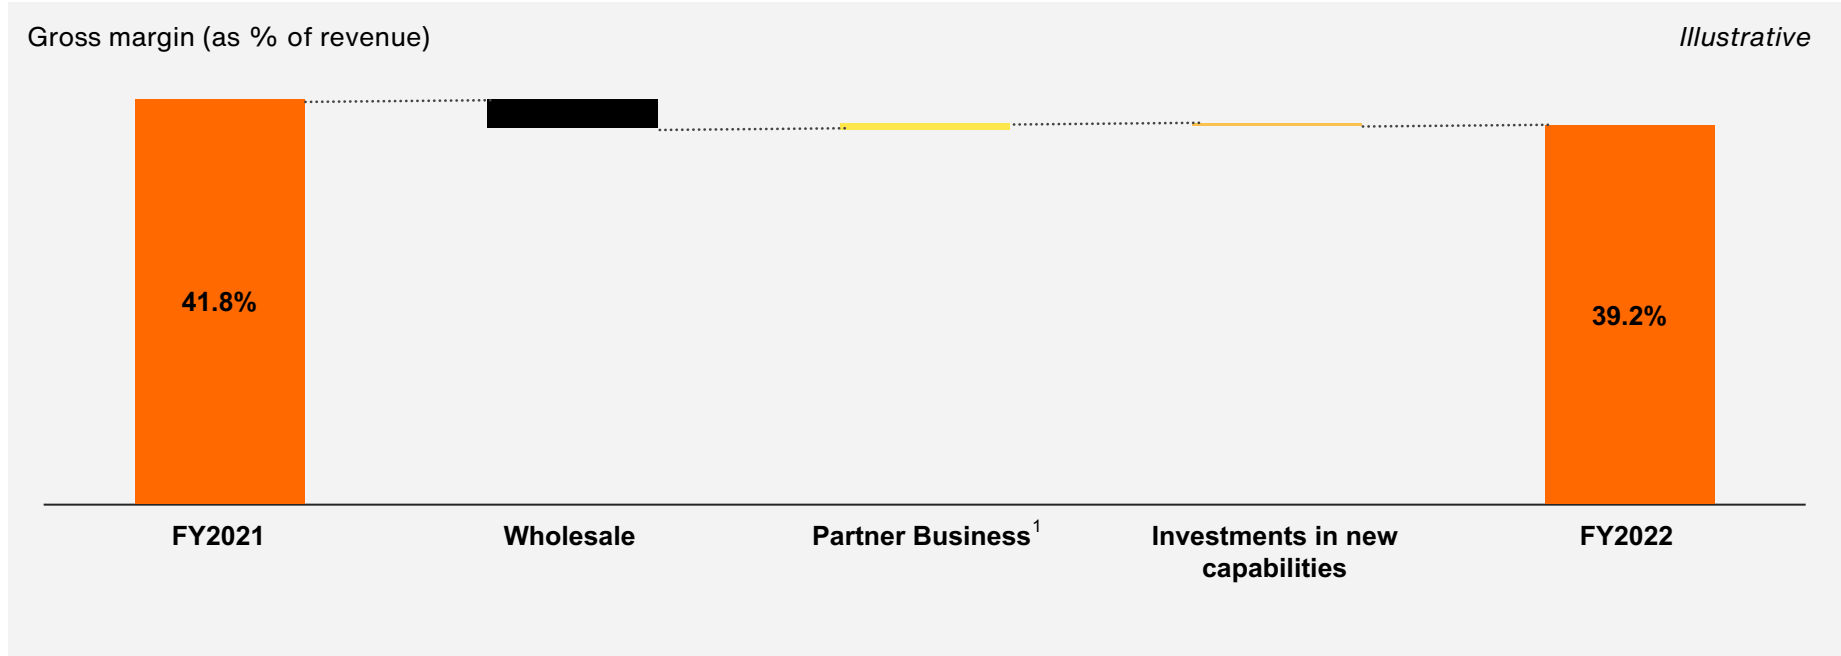 Gross margin (as % of revenue)
Illustrative
41.8%
39.2%
FY2021
Wholesale
Partner Business1
Investments in new
capabilities
FY2022